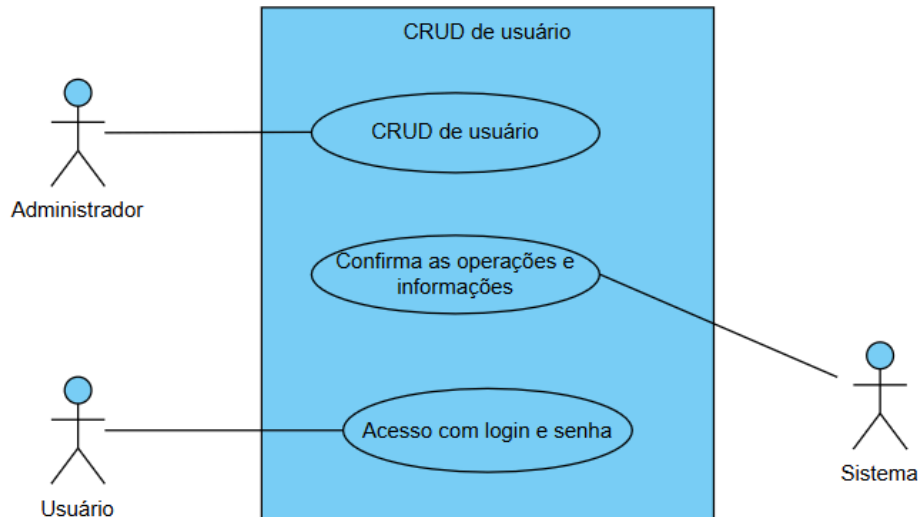 CRUD de usuário
CRUD de usuário
Administrador
Confirma as operações e
informações
Acesso com login e senha
Sistema
Usuário